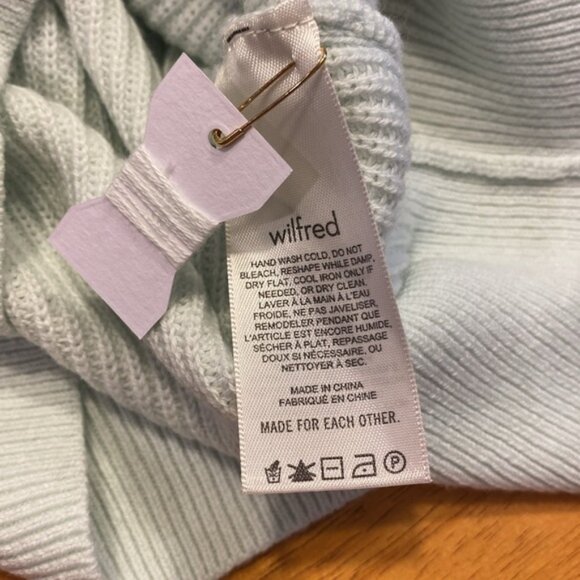 wilfred
HAND WASH COLD, DO NOT
BLEACH, RESHAPE WHILE DAMP,
DRY FLAT, COOL IRON ONLY IF
NEEDED, OR DRY CLEAN.
LAVER À LA MAIN À L'EAU
FROIDE, NE PAS JAVELISER,
REMODELER PENDANT QUE
L'ARTICLE EST ENCORE HUMIDE,
SÉCHER À PLAT, REPASSAGE
DOUX SI NÉCESSAIRE, OU
NETTOYER À SEC.
MADE IN CHINA
FABRIQUÉ EN CHINE
MADE FOR EACH OTHER.
P